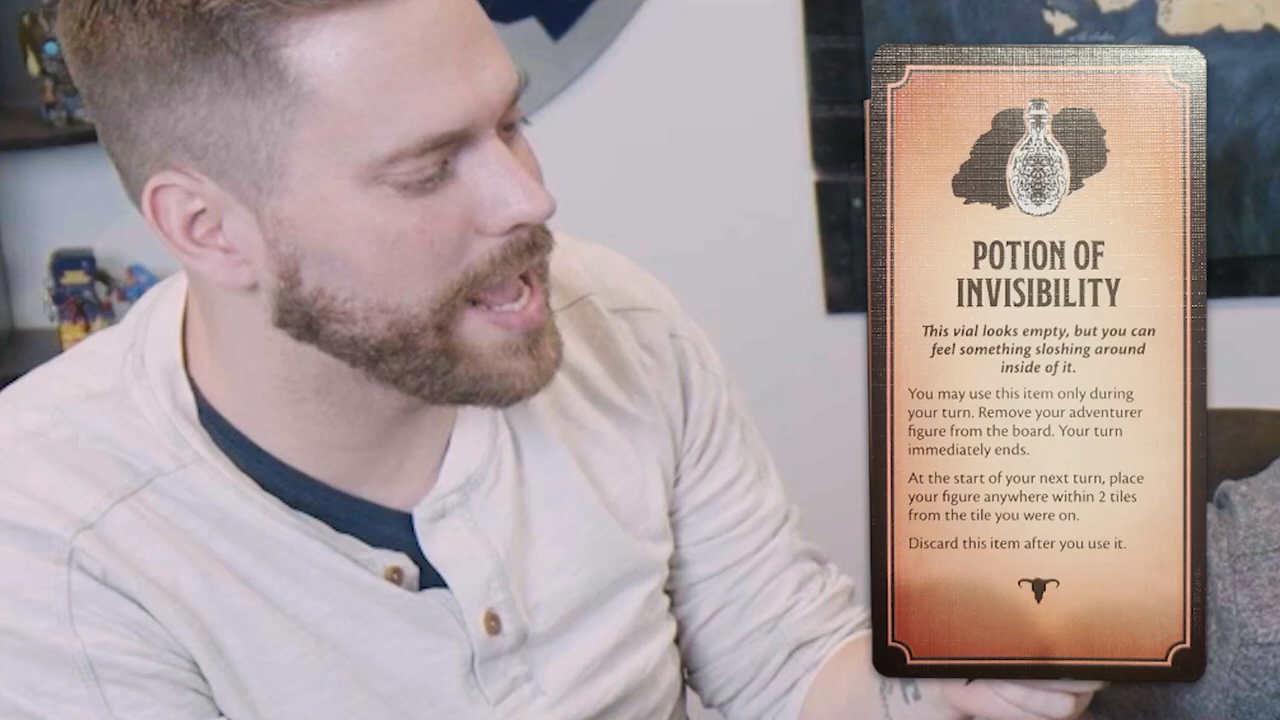 POTION OF
INVISIBILITY
This vial looks empty, but you can
feel something sloshing around
inside of it.
You may use this item only during
your turn. Remove your adventurer
figure from the board. Your turn
immediately ends.
At the start of your next turn, place
your figure anywhere within 2 tiles
from the tile you were on.
Discard this item after you use it.